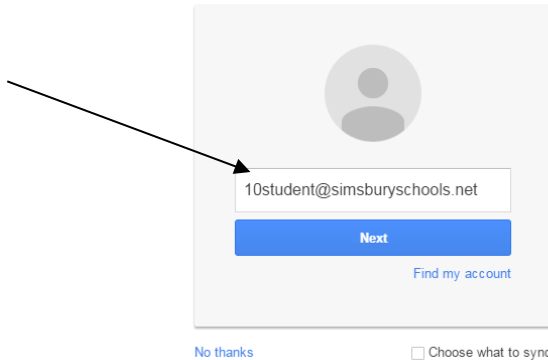 10student@simsburyschools.net
Next
Find my account
No thanks Choose what to sync